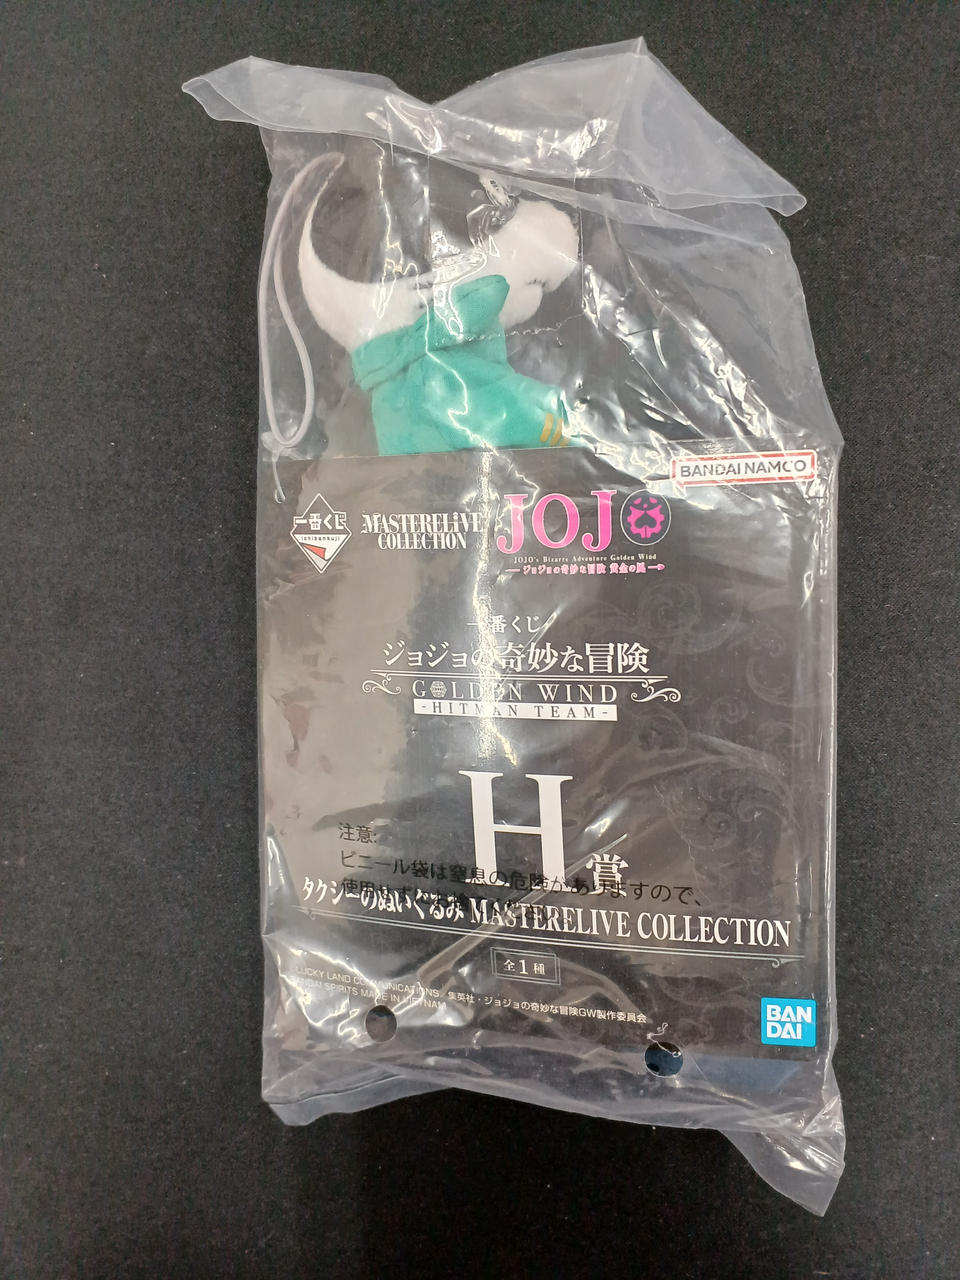 BANDAI NAMCO
一番くじ
ichibankuji
MASTERELiVE
COLLECTION
JOJO
JOJO's Bizarre Adventure Golden Wind
ジョジョの奇妙な冒険 黄金の風
一番くじ
ジョジョの奇妙な冒険
GOLDEN WIND
-HITMAN TEAM-
H賞
注意:
ビニール袋は窒息の危険がありますので、
タクシーのぬいぐるみ MASTERELIVE COLLECTION
全1種
LUCKY LAND COMMUNICATIONS/集英社・ジョジョの奇妙な冒険GW製作委員会
BANDAI SPIRITS MADE IN VIETNAM
BAN
DAI